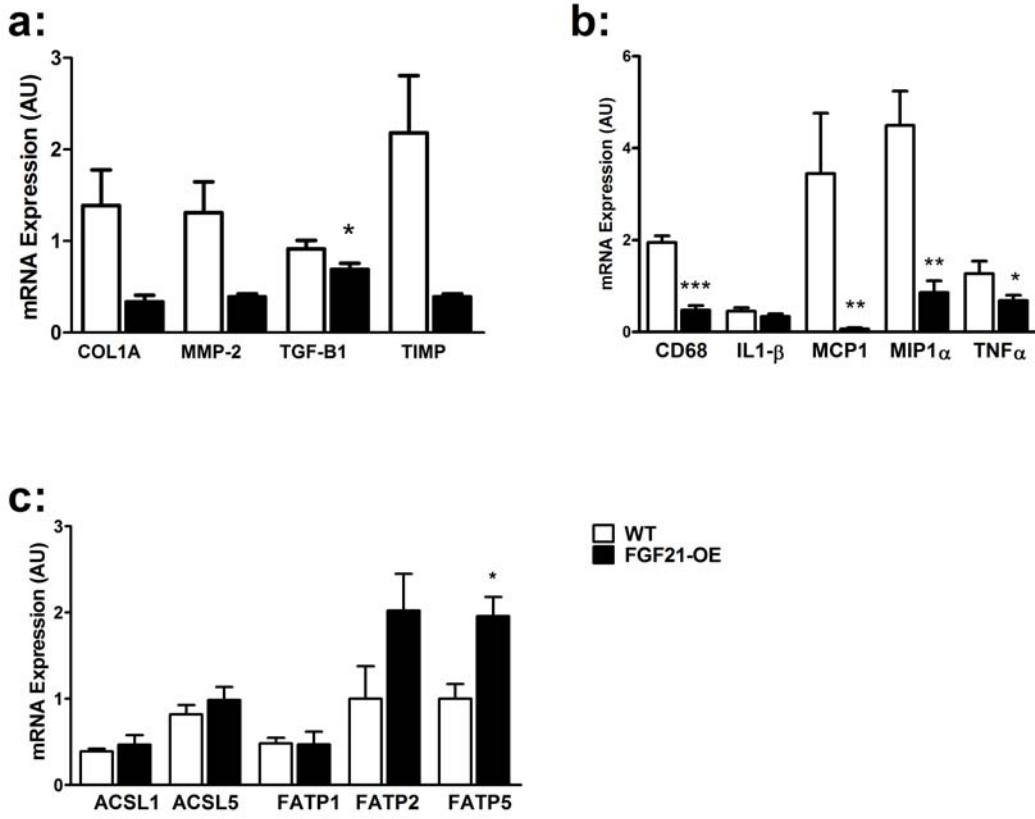 a:
mRNA Expression (AU)
3
2
1
0
*
COL1A MMP-2 TGF-B1 TIMP
b:
mRNA Expression (AU)
6
4
2
0
*** ** ** *
CD68 IL1-β MCP1 MIP1α TNFα
c:
mRNA Expression (AU)
3
2
1
0
*
ACSL1 ACSL5 FATP1 FATP2 FATP5
WT
FGF21-OE